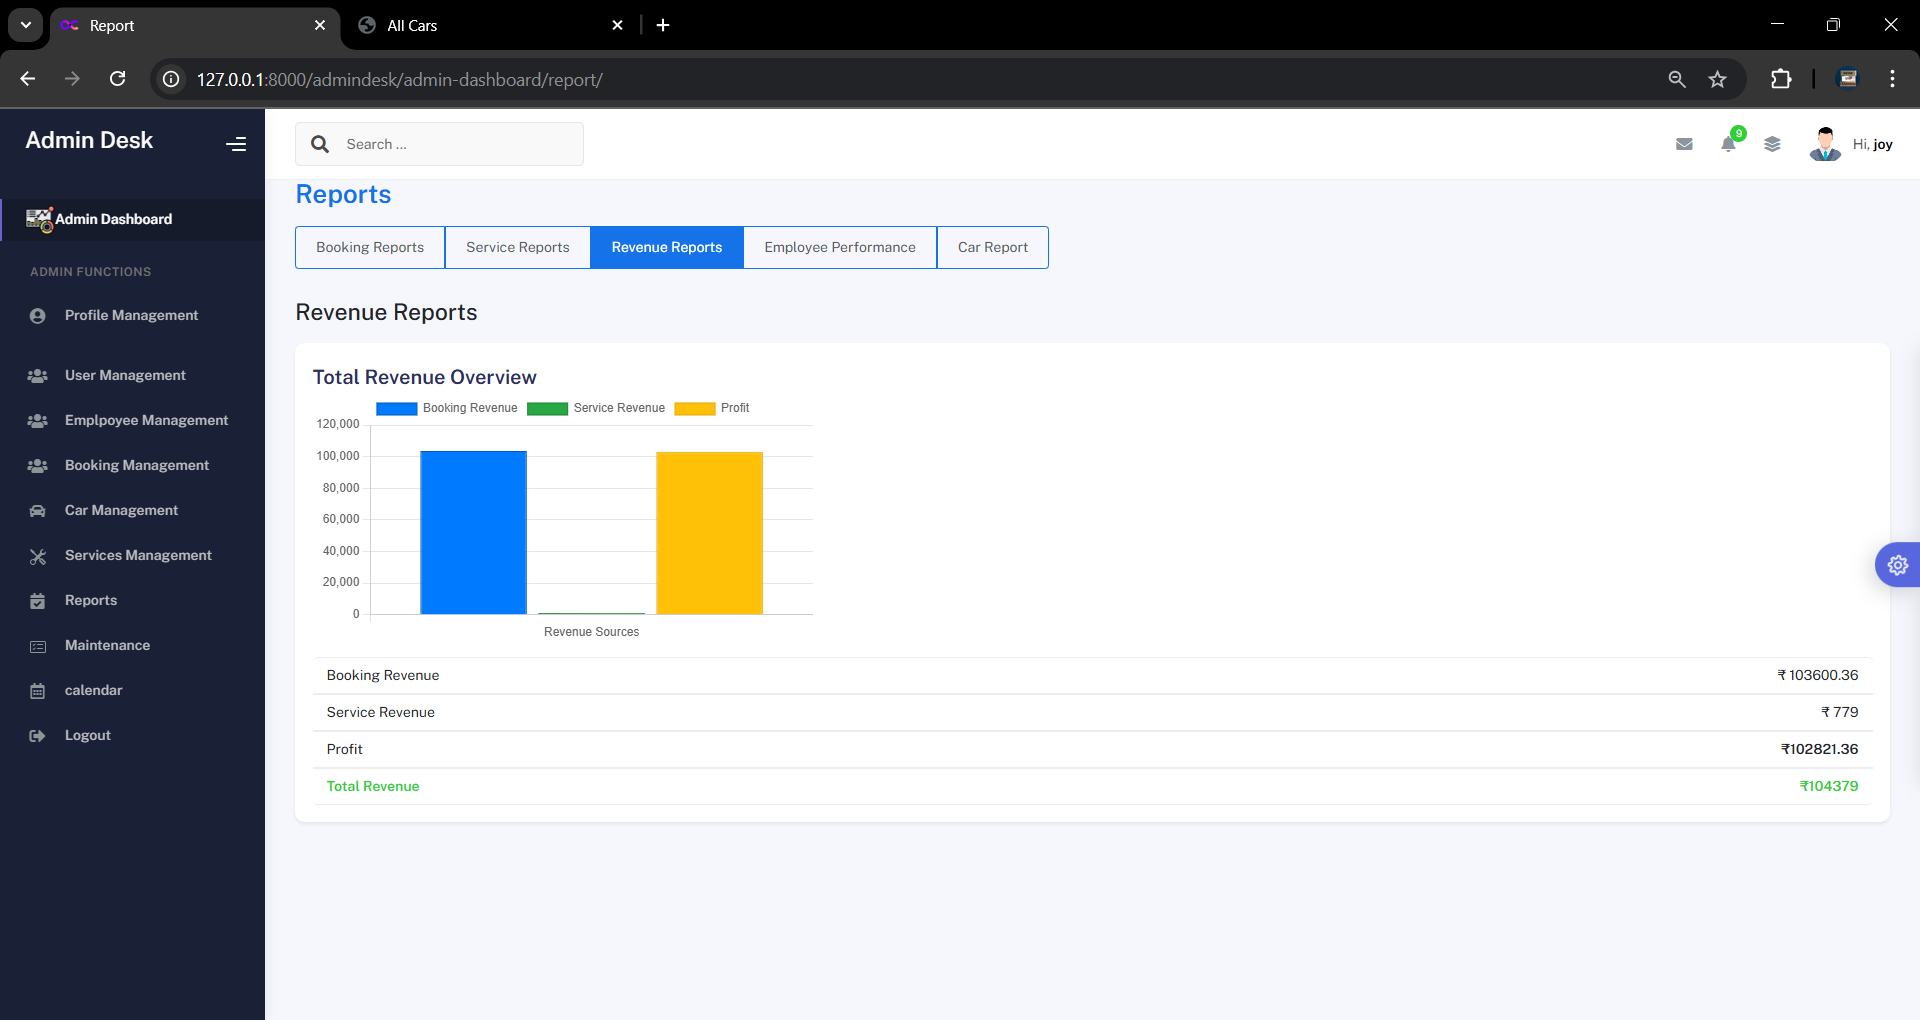 Report
All Cars
127.0.0.1:8000/admindesk/admin-dashboard/report/
Admin Desk
Search ...
9
Hi, joy
Admin Dashboard
ADMIN FUNCTIONS
Profile Management
User Management
Emplpoyee Management
Booking Management
Car Management
Services Management
Reports
Maintenance
calendar
Logout
Reports
Booking Reports
Service Reports
Revenue Reports
Employee Performance
Car Report
Revenue Reports
Total Revenue Overview
Booking Revenue
Service Revenue
Profit
120,000
100,000
80,000
60,000
40,000
20,000
0
Revenue Sources
Booking Revenue ₹ 103600.36
Service Revenue ₹ 779
Profit ₹102821.36
Total Revenue ₹104379